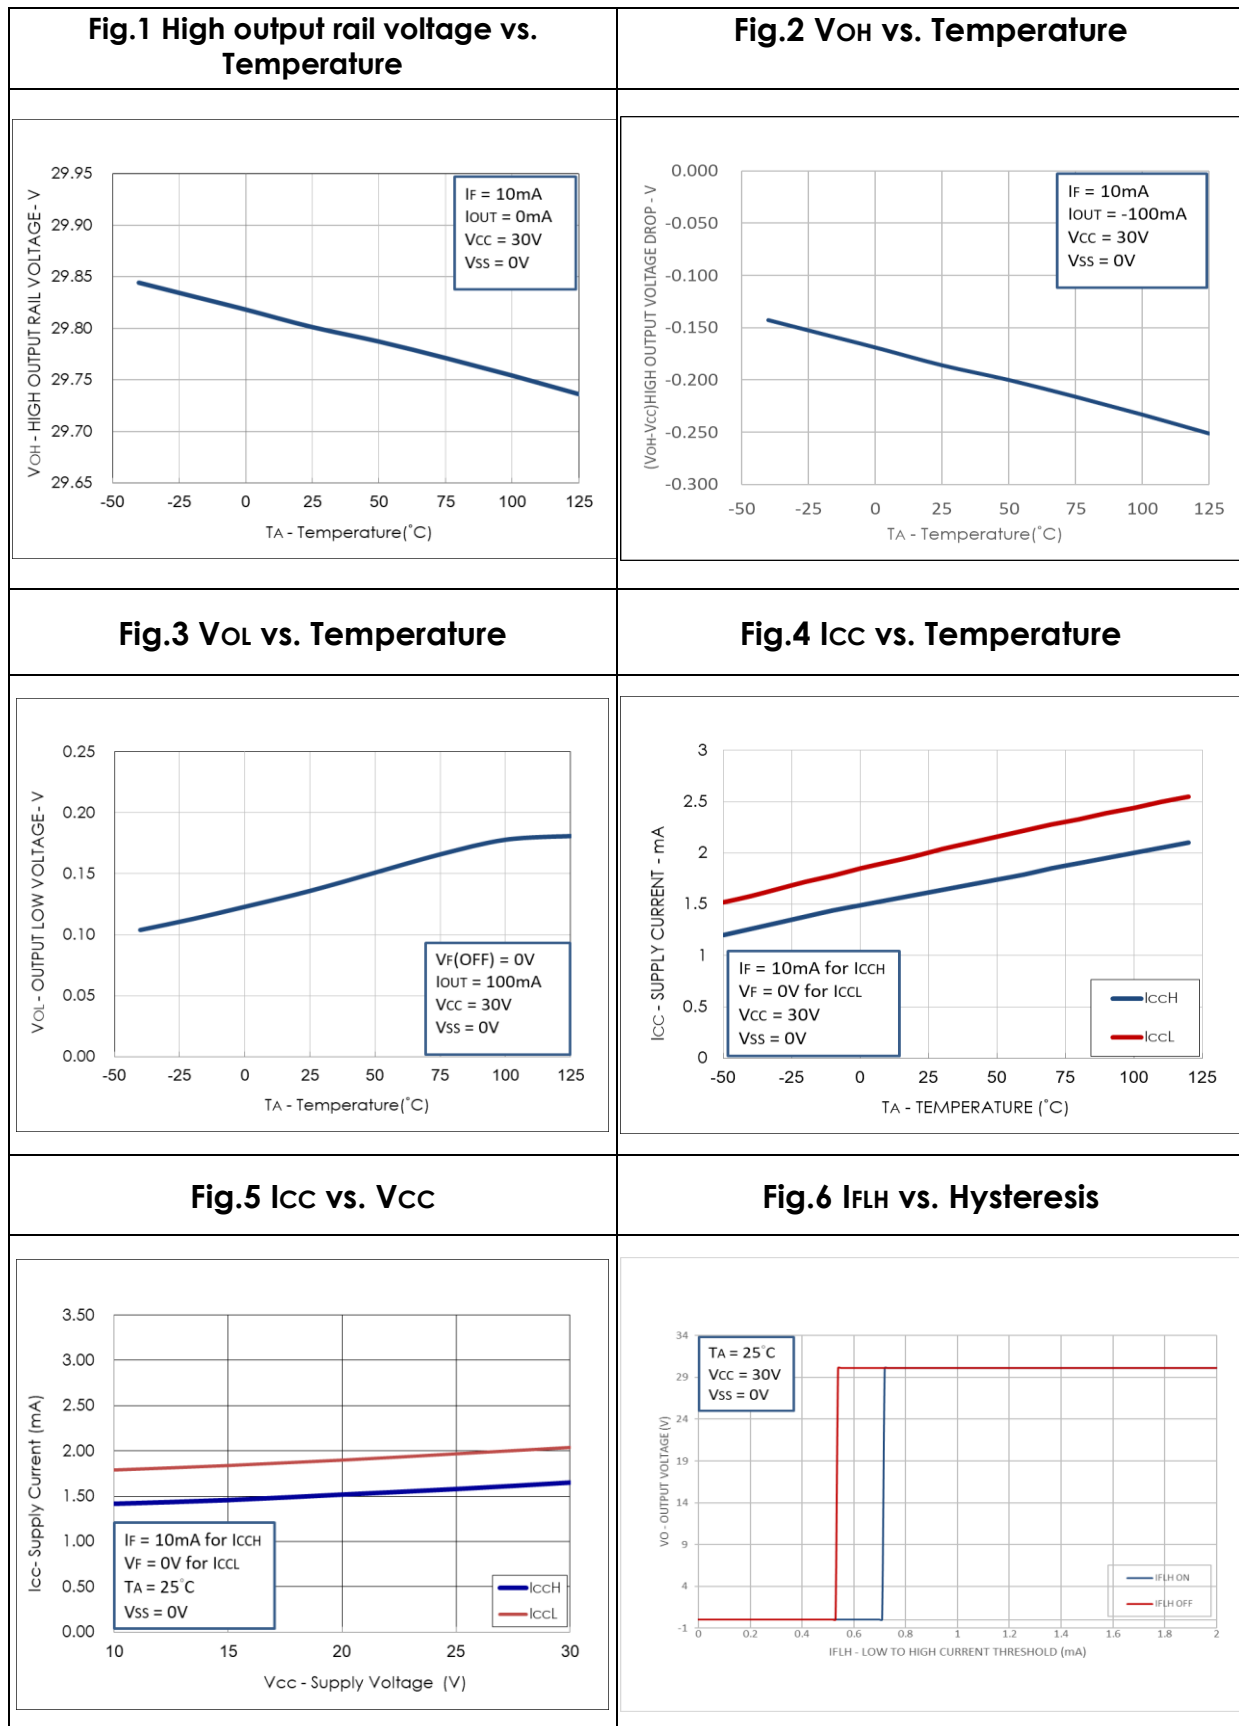 Fig.1 High output rail voltage vs.
Temperature
Fig.2 VOH vs. Temperature
VOH - HIGH OUTPUT RAIL VOLTAGE- V
29.95
29.90
29.85
29.80
29.75
29.70
29.65
IF = 10mA
IOUT = 0mA
VCC = 30V
VSS = 0V
-50 -25 0 25 50 75 100 125
TA - Temperature(°C)
(VOH-VCC)HIGH OUTPUT VOLTAGE DROP - V
0.000
-0.050
-0.100
-0.150
-0.200
-0.250
-0.300
IF = 10mA
IOUT = -100mA
VCC = 30V
VSS = 0V
-50 -25 0 25 50 75 100 125
TA - Temperature(°C)
Fig.3 VOL vs. Temperature
Fig.4 ICC vs. Temperature
VOL - OUTPUT LOW VOLTAGE- V
0.25
0.20
0.15
0.10
0.05
0.00
VF(OFF) = 0V
IOUT = 100mA
VCC = 30V
VSS = 0V
-50 -25 0 25 50 75 100 125
TA - Temperature(°C)
ICC - SUPPLY CURRENT - mA
3
2.5
2
1.5
1
0.5
0
IF = 10mA for ICCH
VF = 0V for ICCL
VCC = 30V
VSS = 0V
IccH
IccL
-50 -25 0 25 50 75 100 125
TA - TEMPERATURE (°C)
Fig.5 ICC vs. VCC
Fig.6 IFLH vs. Hysteresis
Icc- Supply Current (mA)
3.50
3.00
2.50
2.00
1.50
1.00
0.50
0.00
IF = 10mA for ICCH
VF = 0V for ICCL
TA = 25°C
VSS = 0V
IccH
IccL
10 15 20 25 30
Vcc - Supply Voltage (V)
VO - OUTPUT VOLTAGE (V)
34
29
24
19
14
9
4
-1
TA = 25°C
VCC = 30V
VSS = 0V
IFLH ON
IFLH OFF
0 0.2 0.4 0.6 0.8 1 1.2 1.4 1.6 1.8 2
IFLH - LOW TO HIGH CURRENT THRESHOLD (mA)